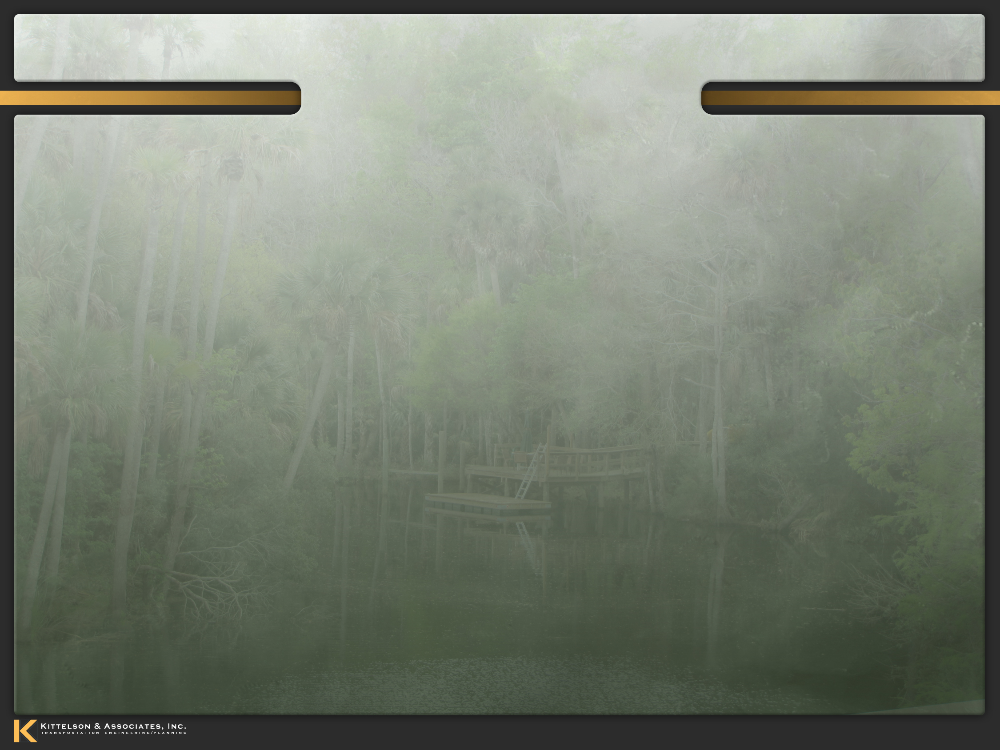 KITTELSON & ASSOCIATES, INC.
TRANSPORTATION ENGINEERING/PLANNING